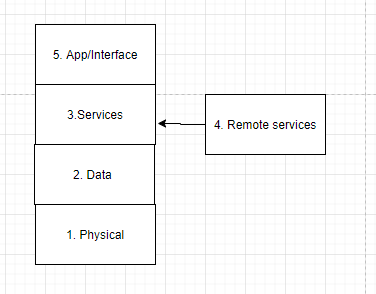 5. App/Interface
3.Services
4. Remote services
2. Data
1. Physical